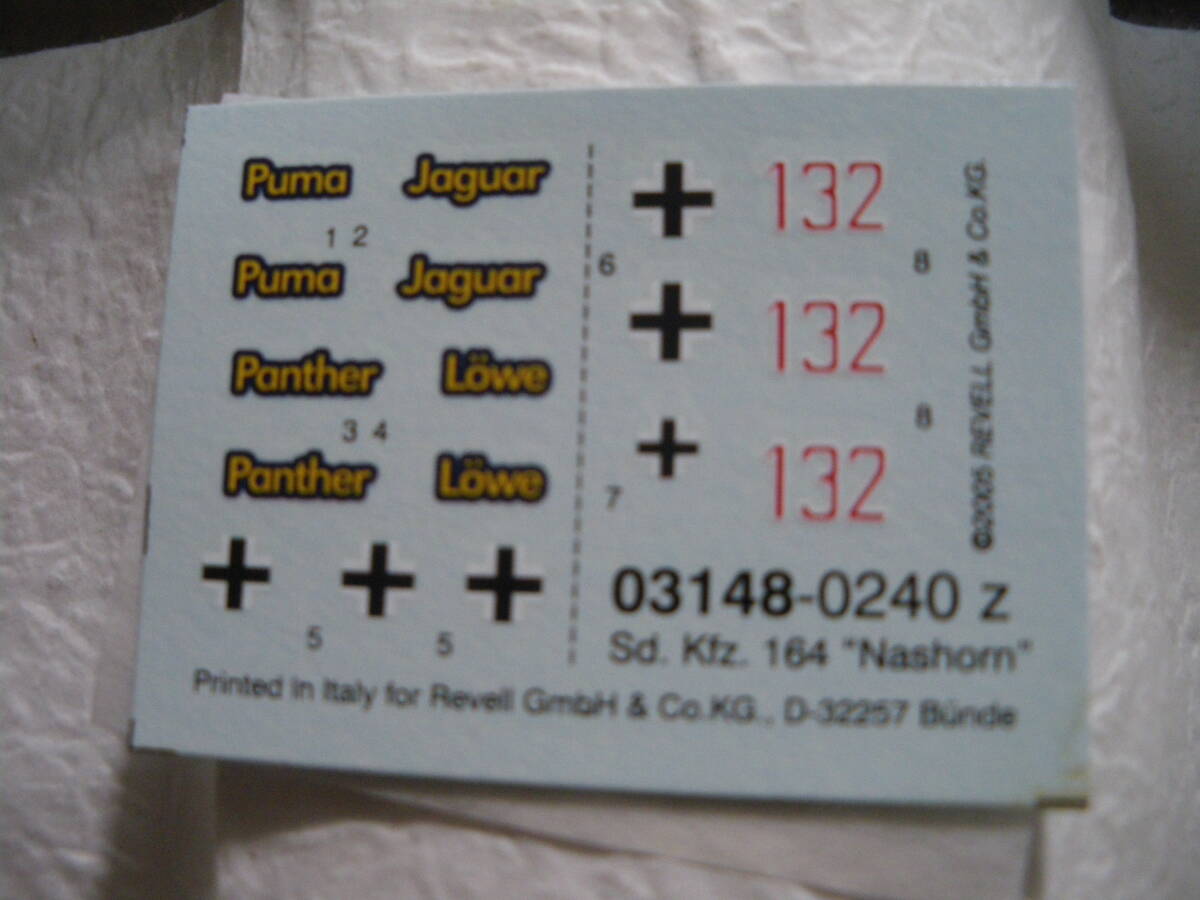 Puma Jaguar
1 2
Puma Jaguar
Panther Löwe
3 4
Panther Löwe
5 5
132
6 8
132
8
132
7
©2005 REVELL GmbH & Co.KG.
03148-0240 z
Sd. Kfz. 164 "Nashorn"
Printed in Italy for Revell GmbH & Co.KG., D-32257 Bünde